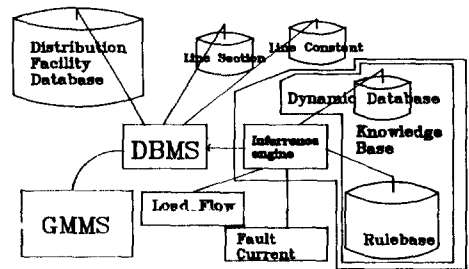 Distribution
Facility
Database
Line Section
Line Constant
Dynamic Database
Knowledge
Base
DBMS
Inferrence
engine
GMMS
Load Flow
Fault
Current
Rulebase